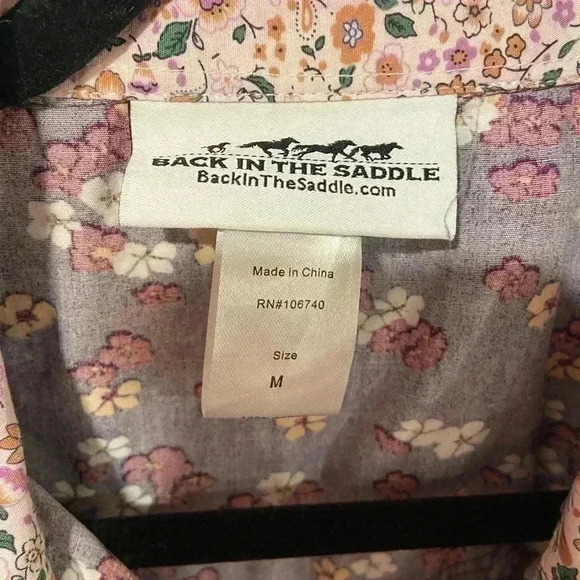 BACK IN THE SADDLE
BackInTheSaddle.com
Made in China
RN#106740
Size
M